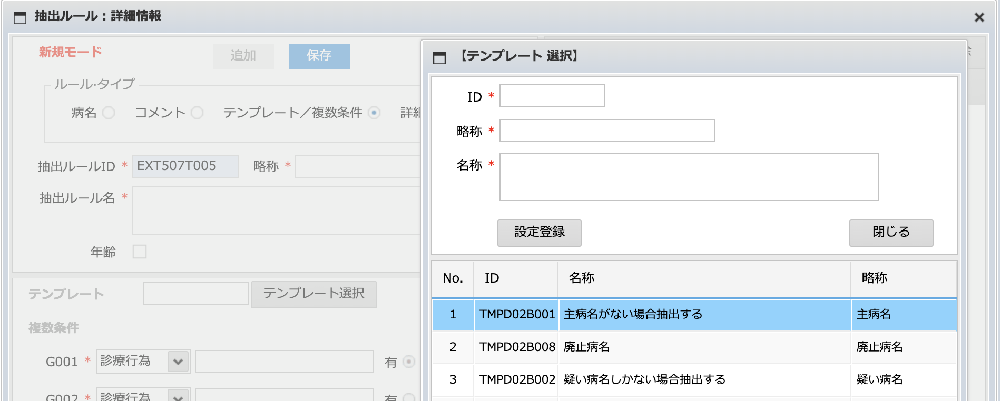 抽出ルール：詳細情報
新規モード
追加
保存
ルール・タイプ
病名
コメント
テンプレート／複数条件
詳細
抽出ルールID *
EXT507T005
略称 *
抽出ルール名 *
年齢
テンプレート
テンプレート選択
複数条件
G001 *
診療行為
有
G002 *
診療行為
有
【テンプレート 選択】
ID *
略称 *
名称 *
設定登録
閉じる
No. ID 名称 略称
1 TMPD02B001 主病名がない場合抽出する 主病名
2 TMPD02B008 廃止病名 廃止病名
3 TMPD02B002 疑い病名しかない場合抽出する 疑い病名